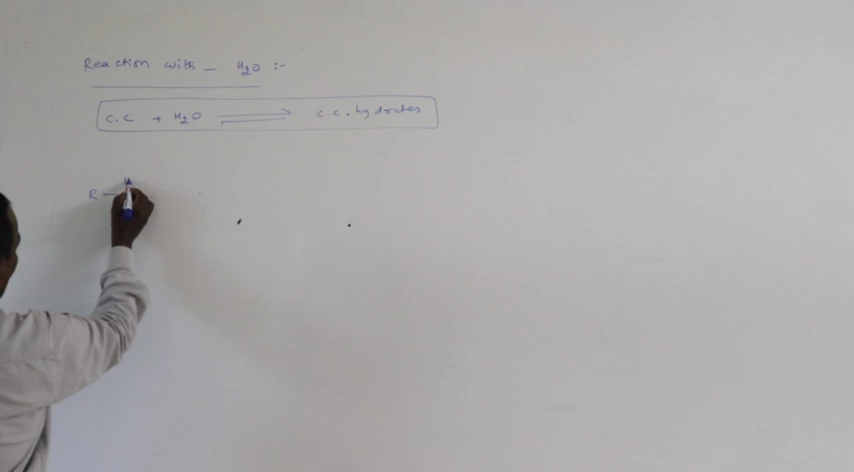 Reaction with - H2O :-
C.C + H2O ⇌ C.C. hydrates
R —